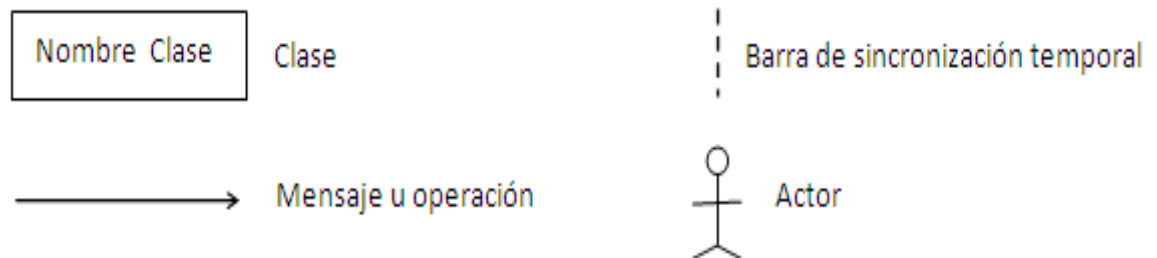 Nombre Clase
Clase
Barra de sincronización temporal
Mensaje u operación
Actor